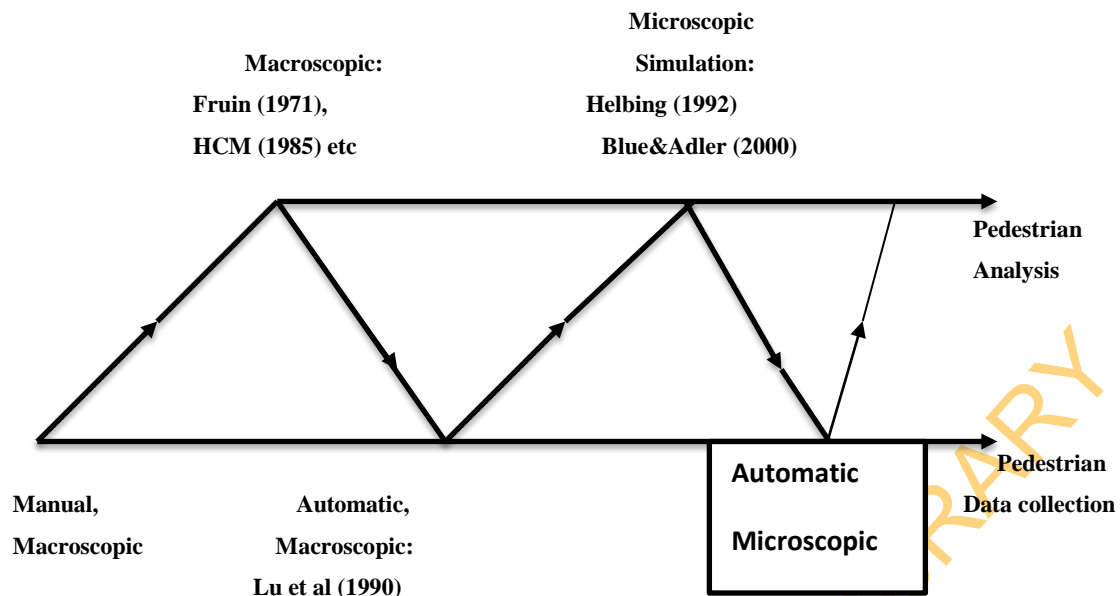 Microscopic
Simulation:
Helbing (1992)
Blue&Adler (2000)
Macroscopic:
Fruin (1971),
HCM (1985) etc
Pedestrian
Analysis
Pedestrian
Data collection
Automatic
Microscopic
Manual,
Macroscopic
Automatic,
Macroscopic:
Lu et al (1990)